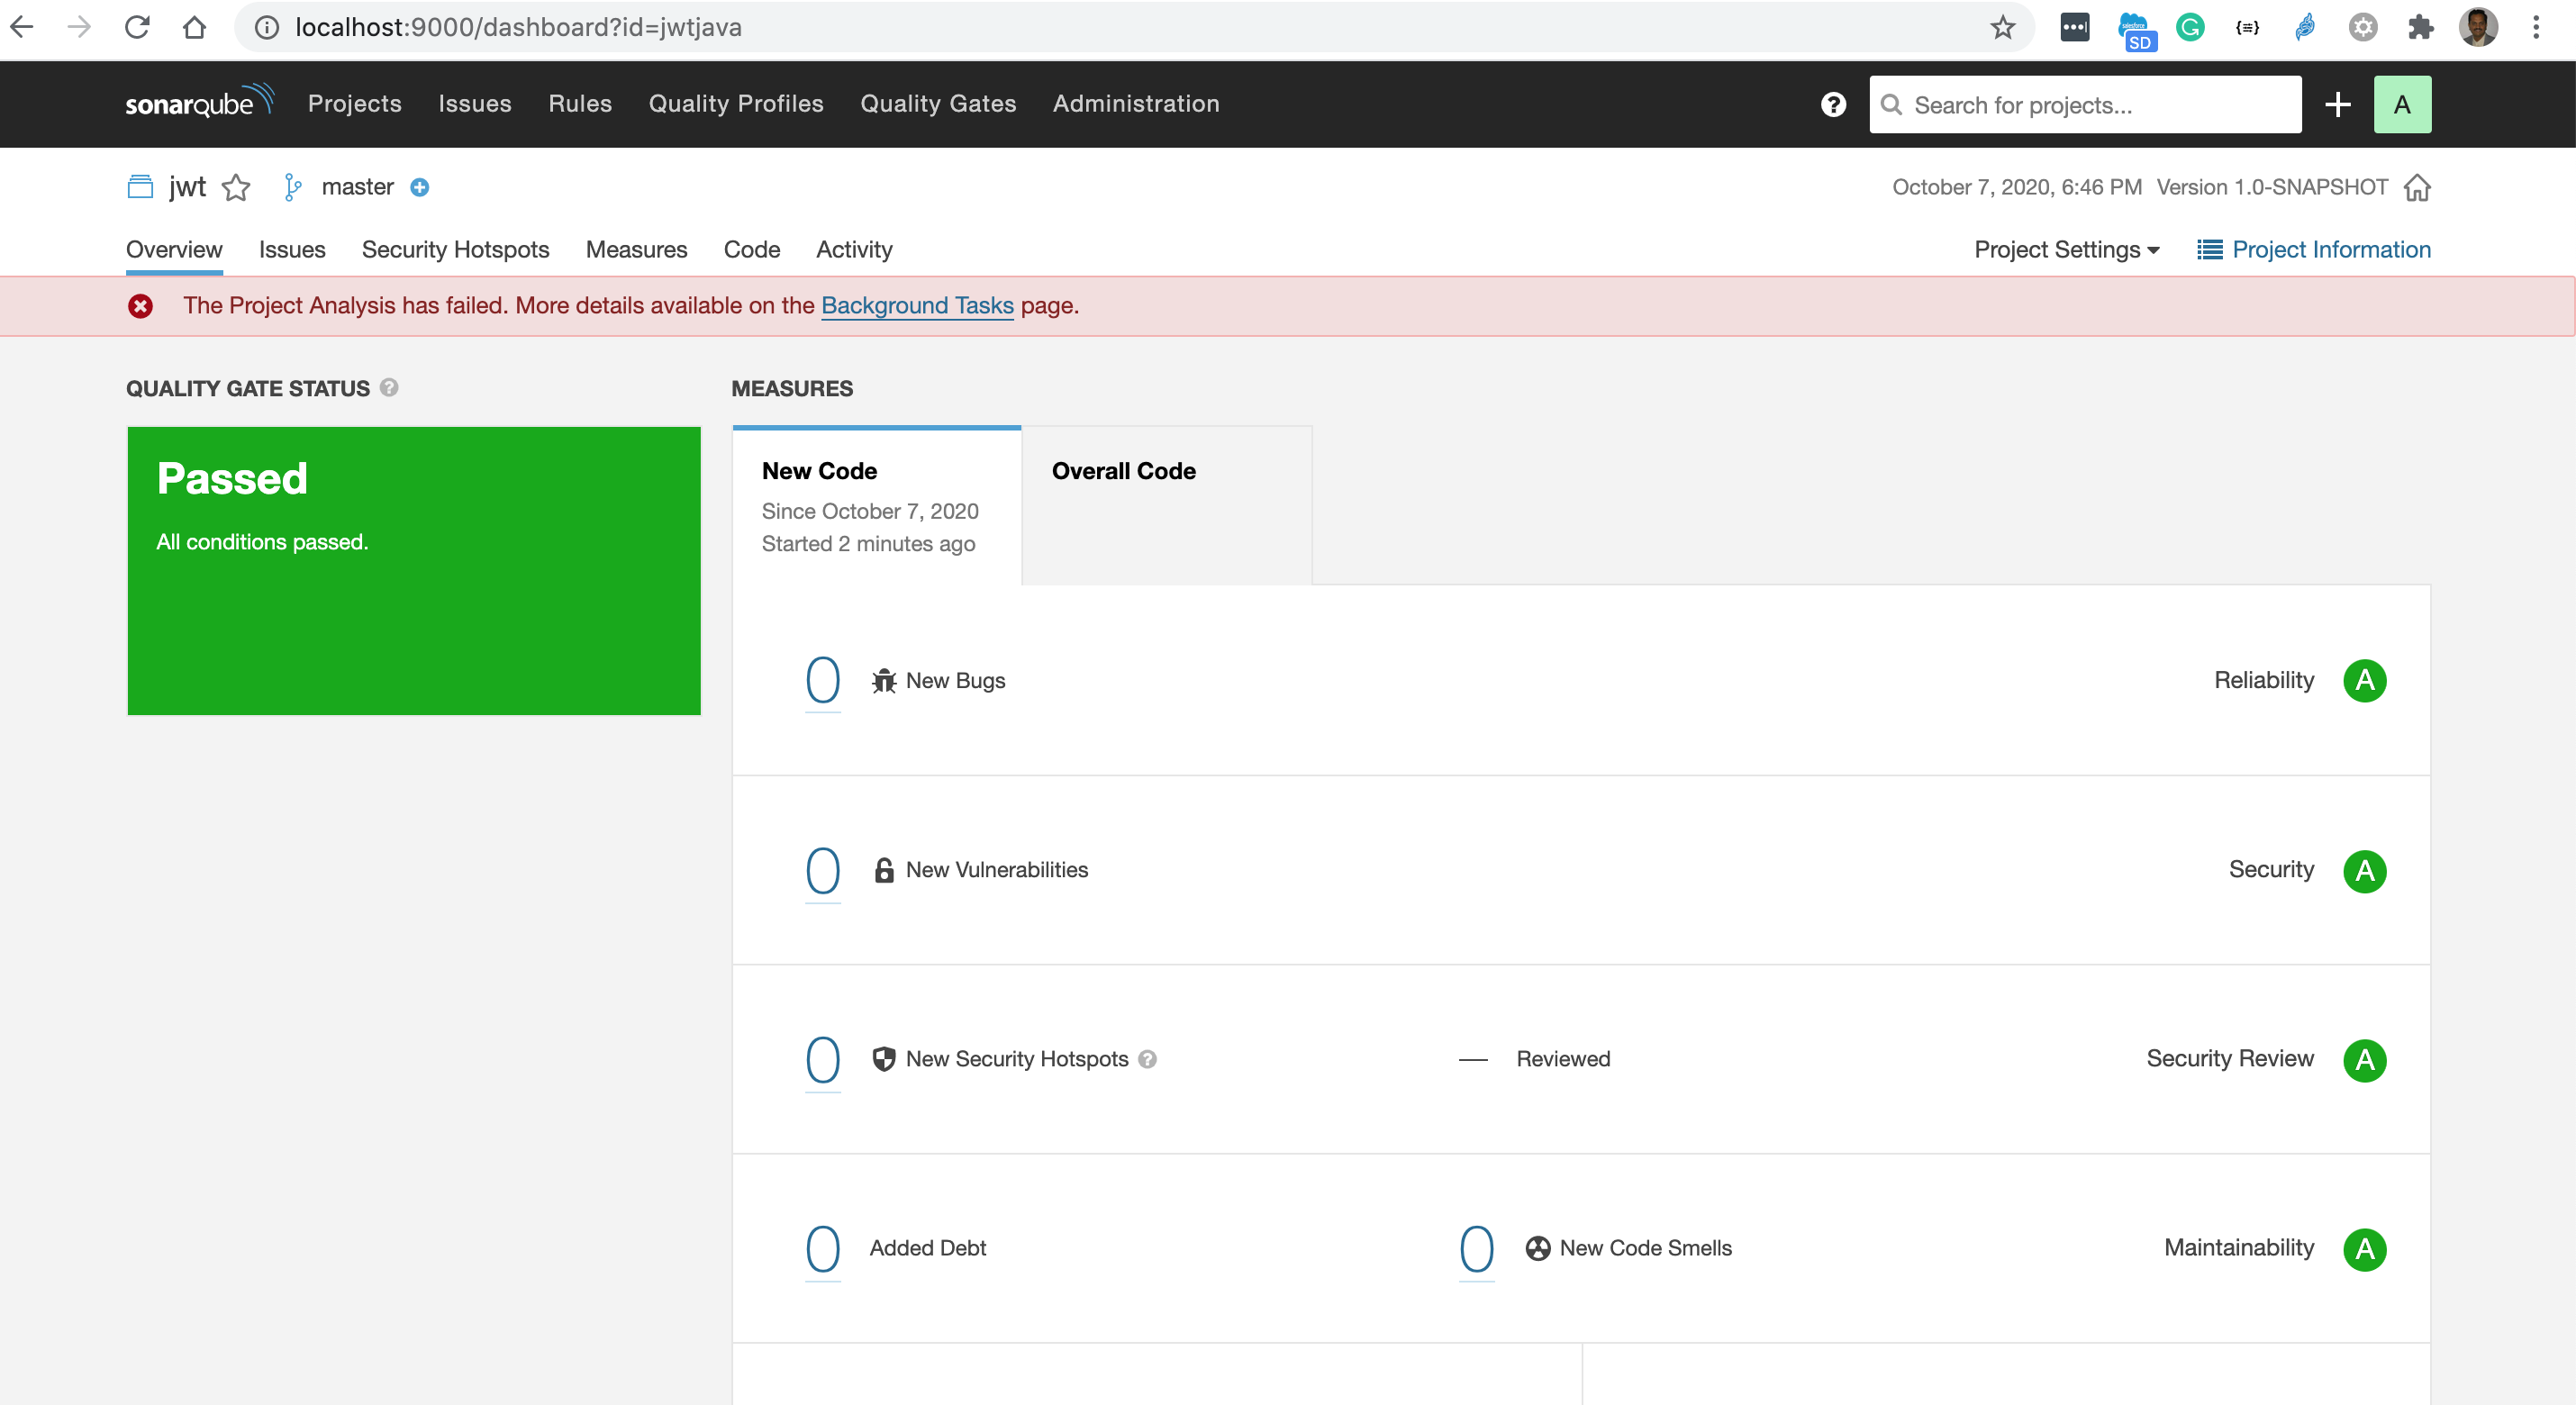 localhost:9000/dashboard?id=jwtjava
SD
sonarqube Projects Issues Rules Quality Profiles Quality Gates Administration Search for projects... A
jwt master October 7, 2020, 6:46 PM Version 1.0-SNAPSHOT
Overview Issues Security Hotspots Measures Code Activity Project Settings Project Information
The Project Analysis has failed. More details available on the Background Tasks page.
QUALITY GATE STATUS ?
MEASURES
Passed
All conditions passed.
New Code
Since October 7, 2020
Started 2 minutes ago
Overall Code
0 New Bugs Reliability A
0 New Vulnerabilities Security A
0 New Security Hotspots ? — Reviewed Security Review A
0 Added Debt 0 New Code Smells Maintainability A